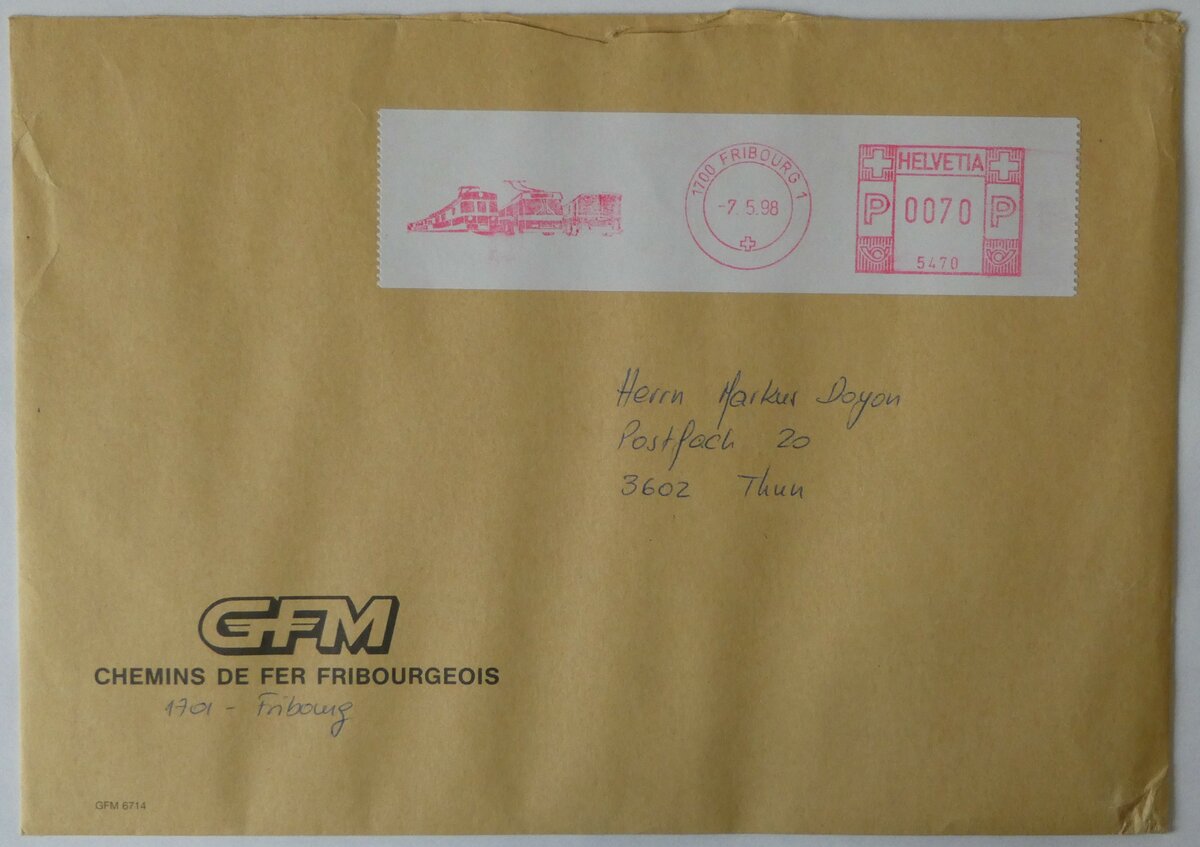 1700 FRIBOURG 1
-7. 5.98
HELVETIA
P 0070 P
5470
Herrn Markus Doyon
Postfach 20
3602 Thun
GFM
CHEMINS DE FER FRIBOURGEOIS
1701 - Fribourg
GFM 6714